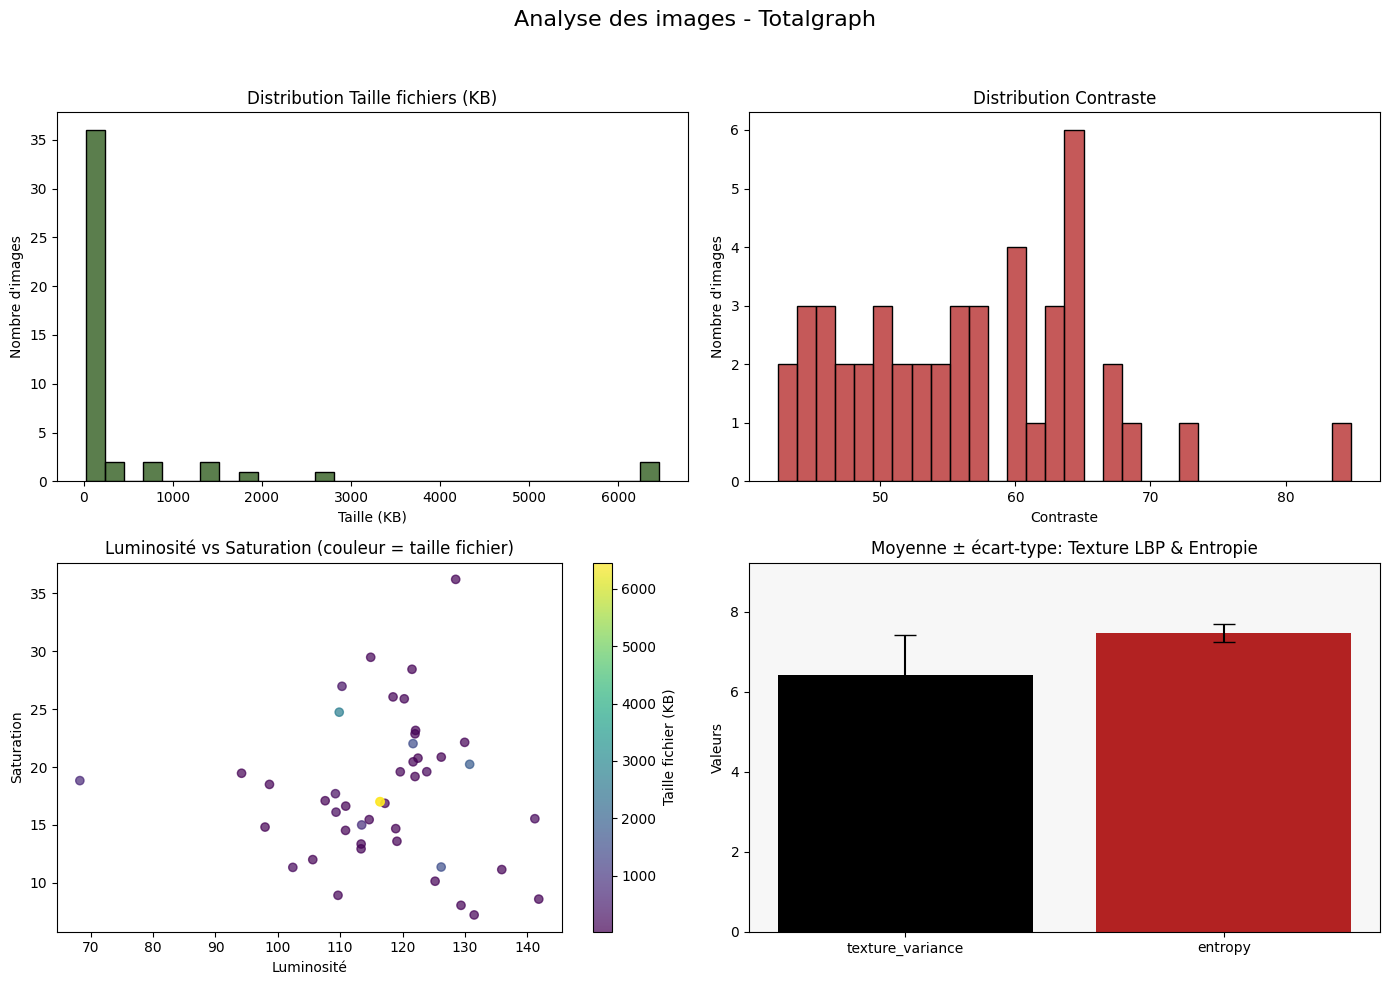 Analyse des images - Totalgraph
Distribution Taille fichiers (KB)
Nombre d'images
35
30
25
20
15
10
5
0
0 1000 2000 3000 4000 5000 6000
Taille (KB)
Distribution Contraste
Nombre d'images
6
5
4
3
2
1
0
50 60 70 80
Contraste
Luminosité vs Saturation (couleur = taille fichier)
Saturation
35
30
25
20
15
10
70 80 90 100 110 120 130 140
Luminosité
6000
5000
4000
3000
2000
1000
Taille fichier (KB)
Moyenne ± écart-type: Texture LBP & Entropie
Valeurs
8
6
4
2
0
texture_variance entropy